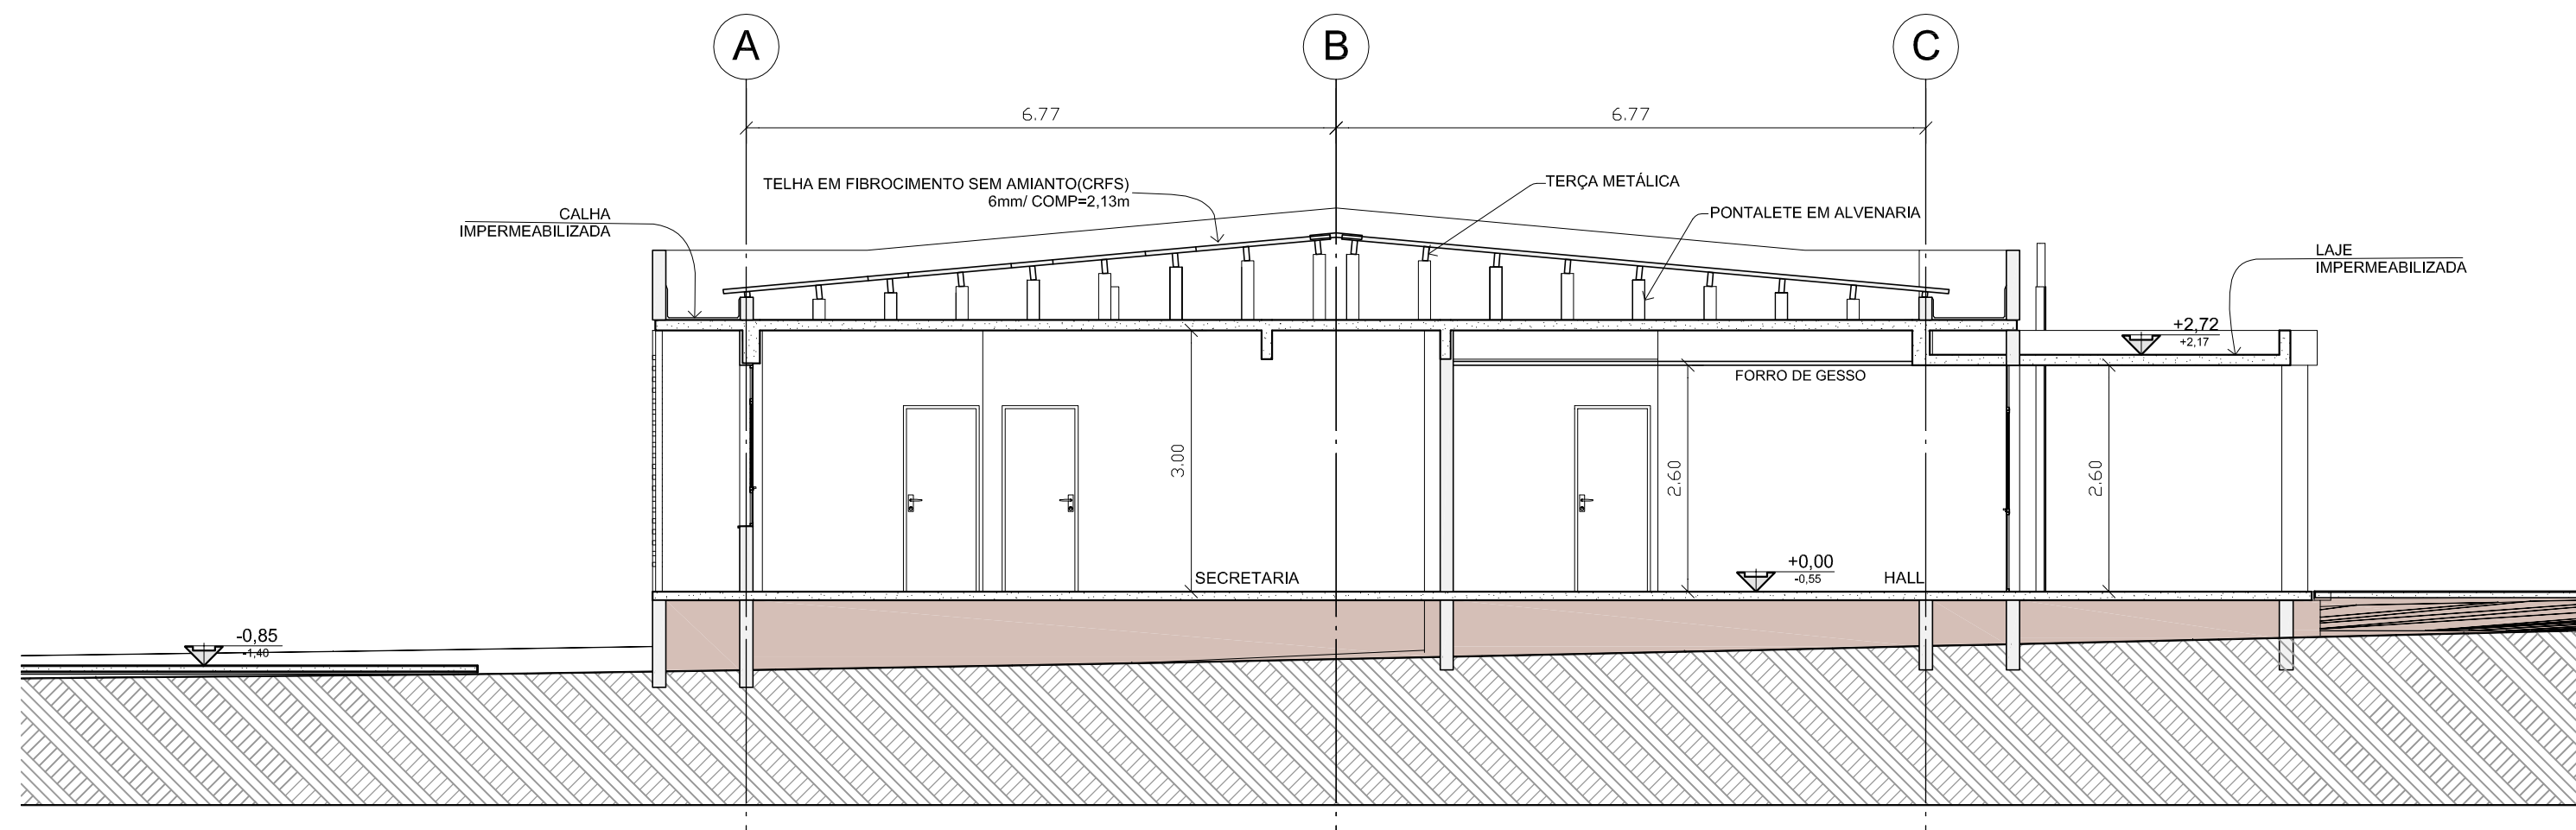 A
B
C
6.77
6.77
TELHA EM FIBROCIMENTO SEM AMIANTO(CRFS)
6mm/ COMP=2,13m
TERÇA METÁLICA
CALHA
IMPERMEABILIZADA
PONTALETE EM ALVENARIA
LAJE
IMPERMEABILIZADA
+2,72
+2,17
FORRO DE GESSO
3.00
2.60
2.60
+0,00
-0,55
SECRETARIA
HALL
-0,85
-1,40